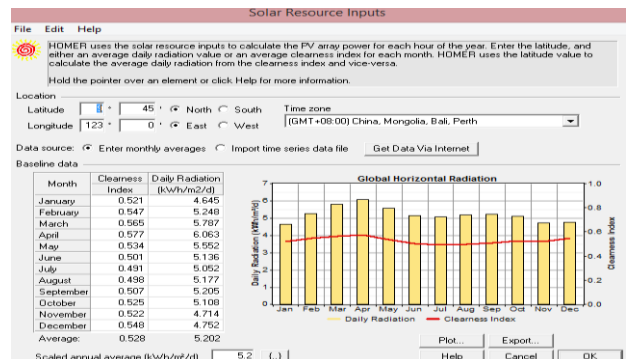 Solar Resource Inputs
File Edit Help
HOMER uses the solar resource inputs to calculate the PV array power for each hour of the year. Enter the latitude, and
either an average daily radiation value or an average clearness index for each month. HOMER uses the latitude value to
calculate the average daily radiation from the clearness index and vice-versa.
Hold the pointer over an element or click Help for more information.
Location
Latitude ° 45 ' North South Time zone
Longitude 123 ° 0 ' East West (GMT+08:00) China, Mongolia, Bali, Perth
Data source: Enter monthly averages Import time series data file Get Data Via Internet
Baseline data
Month Clearness Index Daily Radiation (kWh/m2/d)
January 0.521 4.645
February 0.547 5.248
March 0.565 5.787
April 0.577 6.063
May 0.534 5.552
June 0.501 5.136
July 0.491 5.052
August 0.498 5.177
September 0.507 5.205
October 0.525 5.108
November 0.522 4.714
December 0.548 4.752
Average: 0.528 5.202
Scaled annual average (kWh/m²/d) 5.2 {..}
Global Horizontal Radiation
Daily Radiation (kWh/m²/d)
7
6
5
4
3
2
1
0
Jan Feb Mar Apr May Jun Jul Aug Sep Oct Nov Dec
1.0
0.8
0.6
0.4
0.2
0.0
Clearness Index
Daily Radiation Clearness Index
Plot... Export...
Help Cancel OK